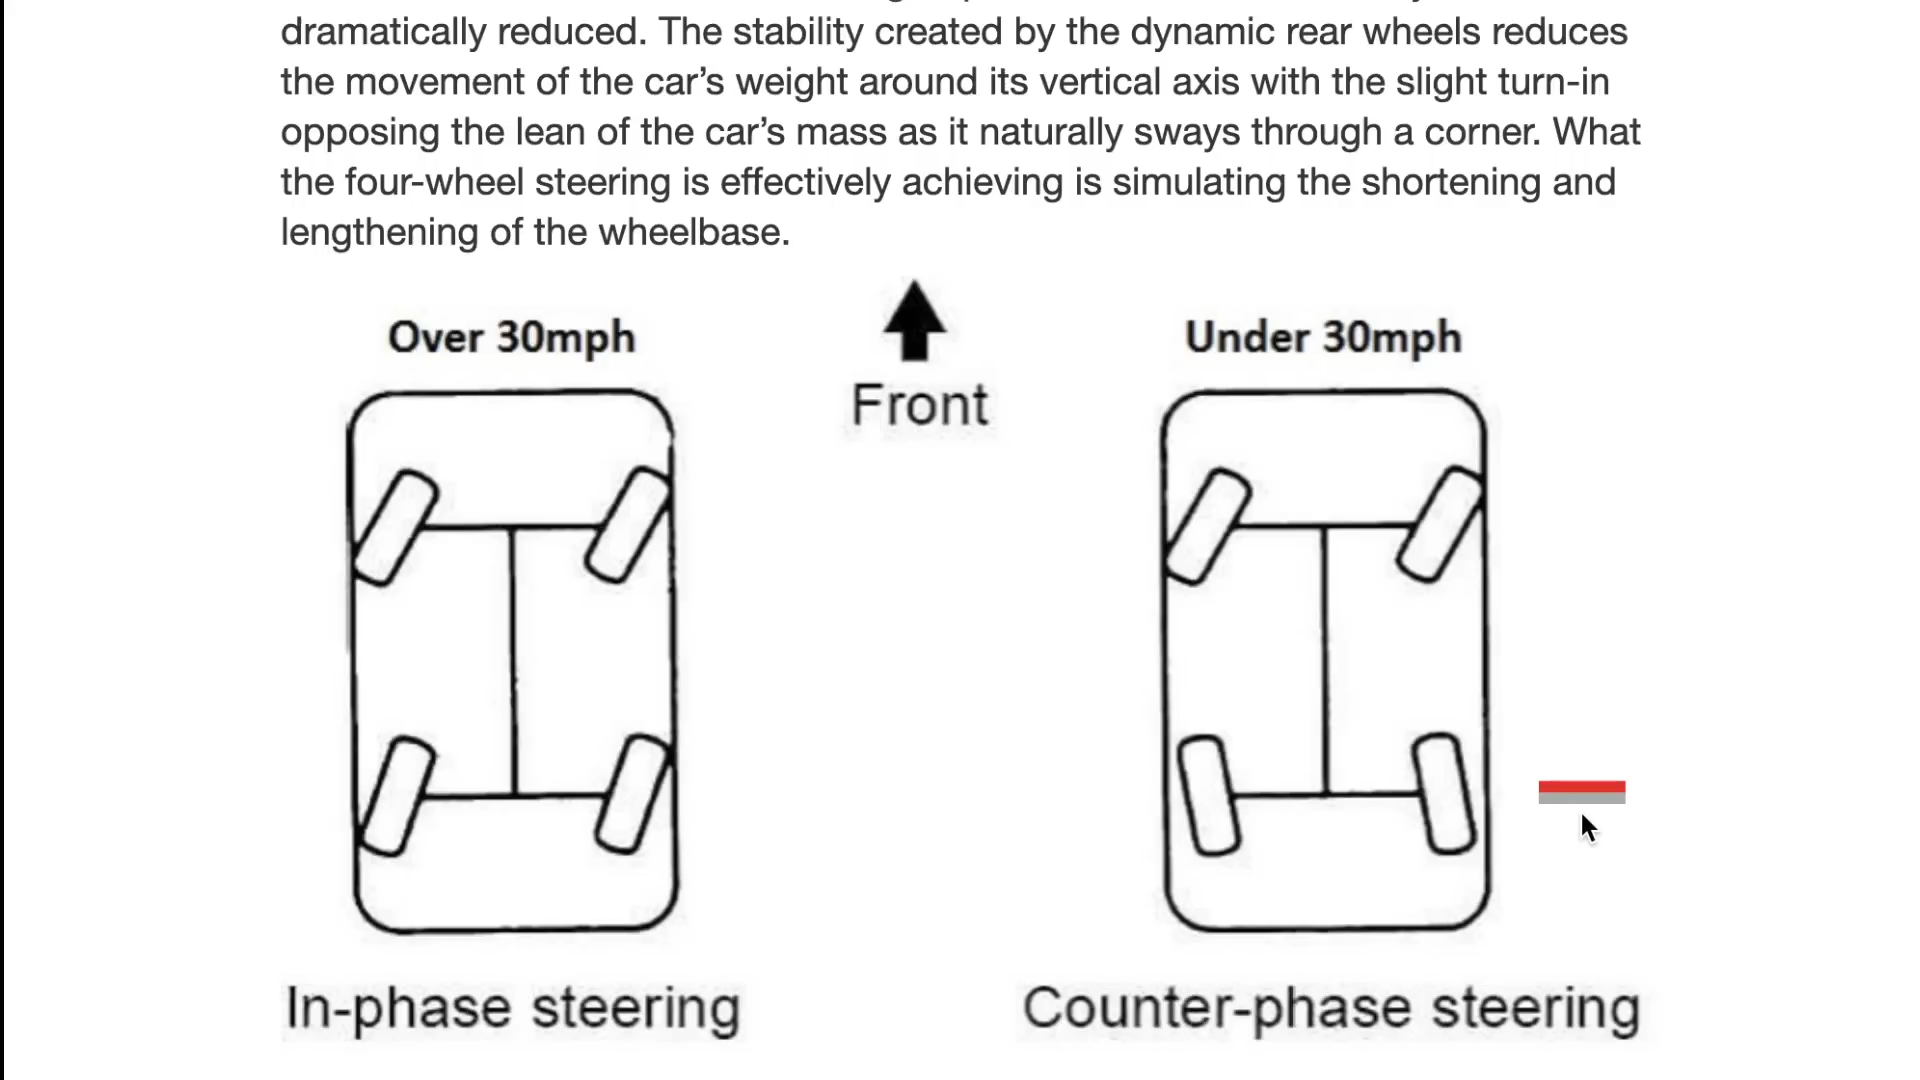 dramatically reduced. The stability created by the dynamic rear wheels reduces
the movement of the car’s weight around its vertical axis with the slight turn-in
opposing the lean of the car’s mass as it naturally sways through a corner. What
the four-wheel steering is effectively achieving is simulating the shortening and
lengthening of the wheelbase.
Over 30mph
Front
Under 30mph
In-phase steering
Counter-phase steering